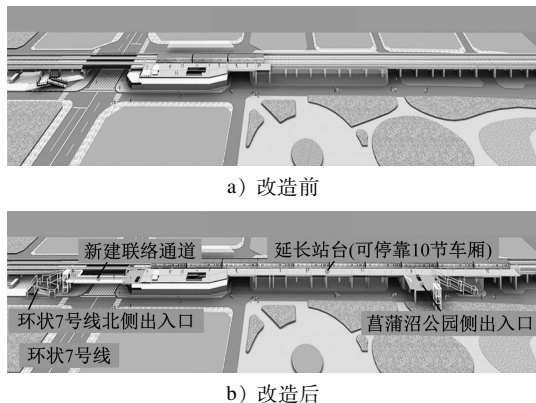 a）改造前
新建联络通道
延长站台(可停靠10节车厢)
环状7号线北侧出入口
菖蒲沼公园侧出入口
环状7号线
b）改造后